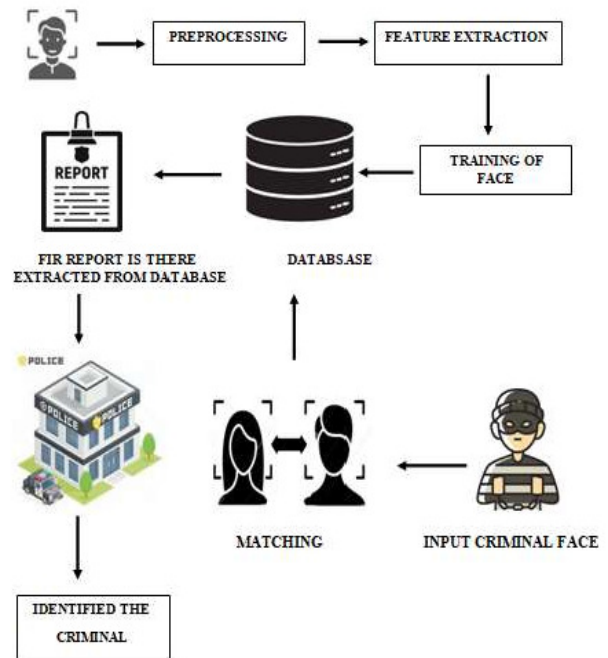 PREPROCESSING
FEATURE EXTRACTION
REPORT
TRAINING OF
FACE
FIR REPORT IS THERE
EXTRACTED FROM DATABASE
DATABSASE
POLICE
POLICE
POLICE
MATCHING
INPUT CRIMINAL FACE
IDENTIFIED THE
CRIMINAL